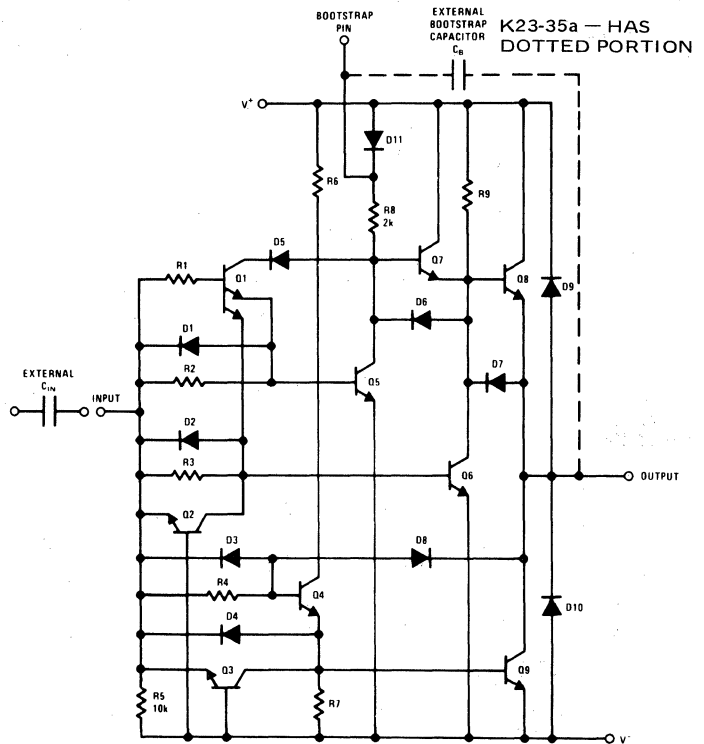 BOOTSTRAP
PIN
EXTERNAL
BOOTSTRAP
CAPACITOR
CB
K23-35a — HAS
DOTTED PORTION
V+
D11
R6
R8
2k
R9
D5
R1
Q1
Q7
Q8
D9
D1
D6
R2
Q5
D7
EXTERNAL
CIN
INPUT
D2
R3
Q6
OUTPUT
Q2
D3
D8
R4
Q4
D10
D4
Q3
Q9
R5
10k
R7
V-